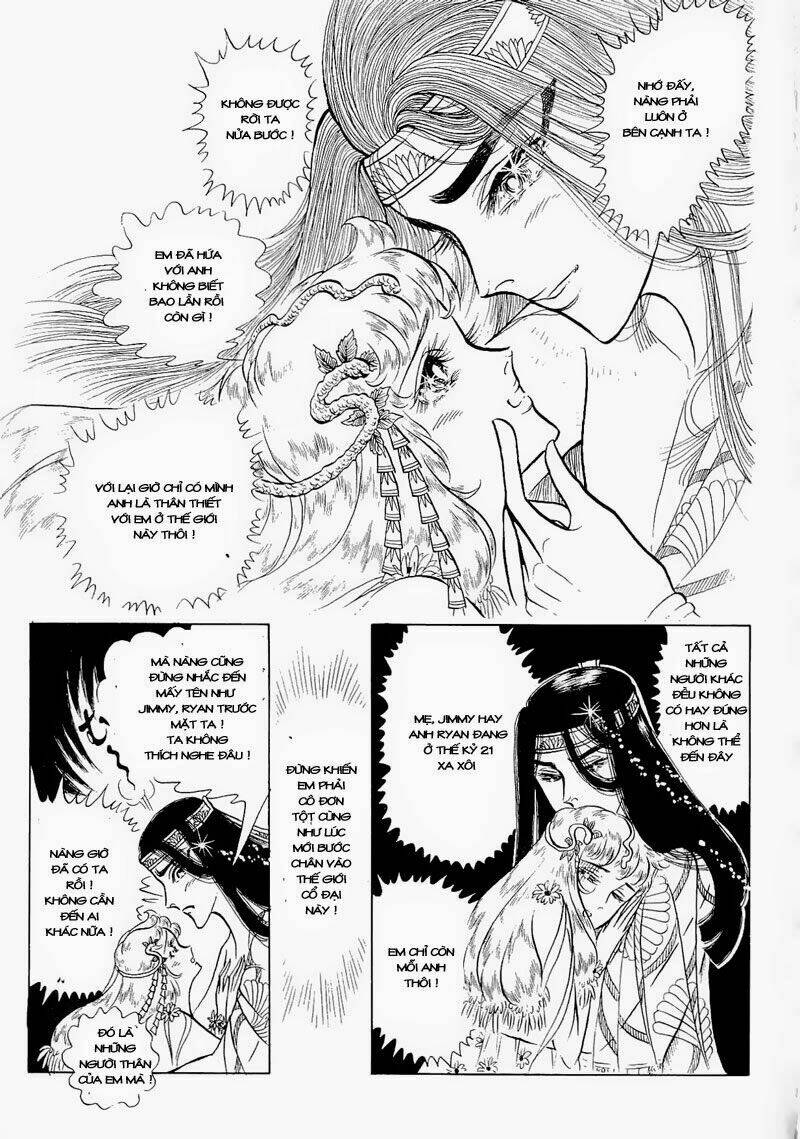 NHỚ ĐẤY,
NÀNG PHẢI
LUÔN Ở
BÊN CẠNH TA !
KHÔNG ĐƯỢC
RỜI TA
NỬA BƯỚC !
EM ĐÃ HỨA
VỚI ANH
KHÔNG BIẾT
BAO LẦN RỒI
CÒN GÌ !
VỚI LẠI GIỜ CHỈ CÓ MÌNH
ANH LÀ THÂN THIẾT
VỚI EM Ở THẾ GIỚI
NÀY THÔI !
TẤT CẢ
NHỮNG
NGƯỜI KHÁC
ĐỀU KHÔNG
CÓ HAY ĐÚNG
HƠN LÀ
KHÔNG THỂ
ĐẾN ĐÂY
MẸ, JIMMY HAY
ANH RYAN ĐANG
Ở THẾ KỶ 21
XA XÔI
EM CHỈ CÒN
MỖI ANH
THÔI !
ĐỪNG KHIẾN
EM PHẢI
CÔ ĐƠN
TỘT CÙNG
NHƯ LÚC
MỚI BƯỚC
CHÂN VÀO
THẾ GIỚI
CỔ ĐẠI
NÀY !
MÀ NÀNG CŨNG
ĐỪNG NHẮC ĐẾN
MẤY TÊN NHƯ
JIMMY, RYAN TRƯỚC
MẶT TA !
TA KHÔNG
THÍCH NGHE ĐÂU !
む
NÀNG GIỜ
ĐÃ CÓ TA
RỒI !
KHÔNG CẦN
ĐẾN AI
KHÁC NỮA !
ĐÓ LÀ
NHỮNG
NGƯỜI THÂN
CỦA EM MÀ !